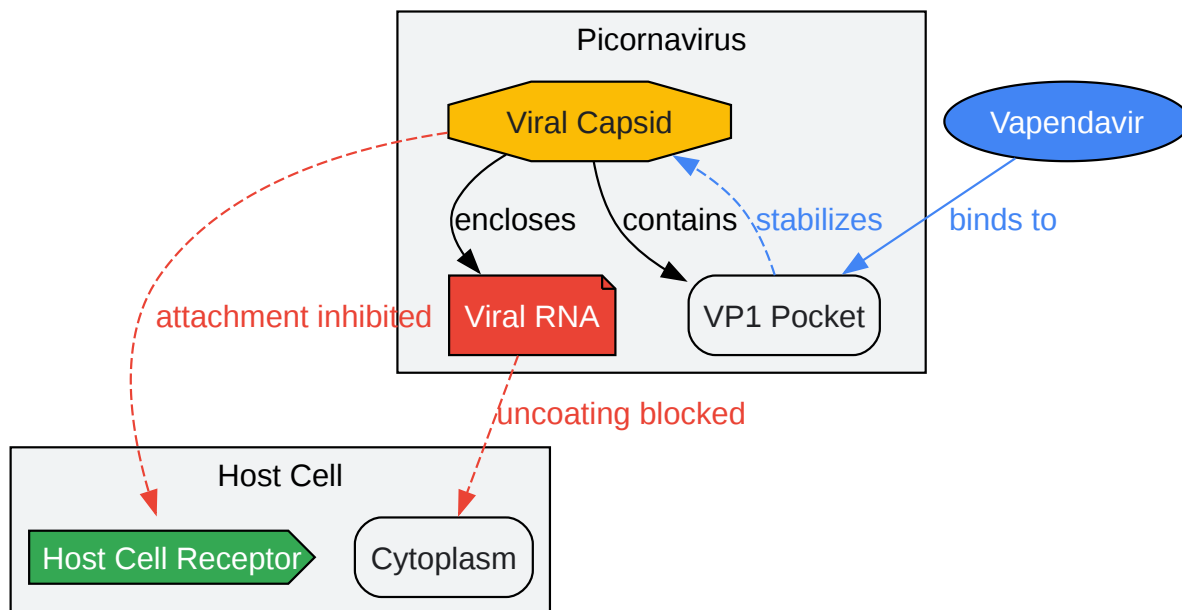 Picornavirus
Viral Capsid
Vapendavir
encloses
contains
stabilizes
binds to
attachment inhibited
Viral RNA
VP1 Pocket
uncoating blocked
Host Cell
Host Cell Receptor
Cytoplasm